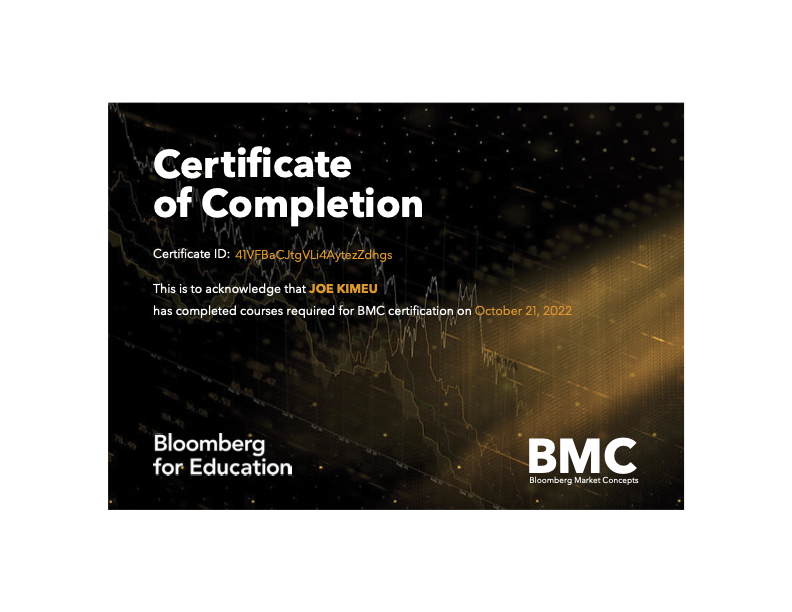 Certificate
of Completion
Certificate ID: 41VFBaCJtgVLi4AytezZdhgs
This is to acknowledge that JOE KIMEU
has completed courses required for BMC certification on October 21, 2022
Bloomberg
for Education
BMC
Bloomberg Market Concepts